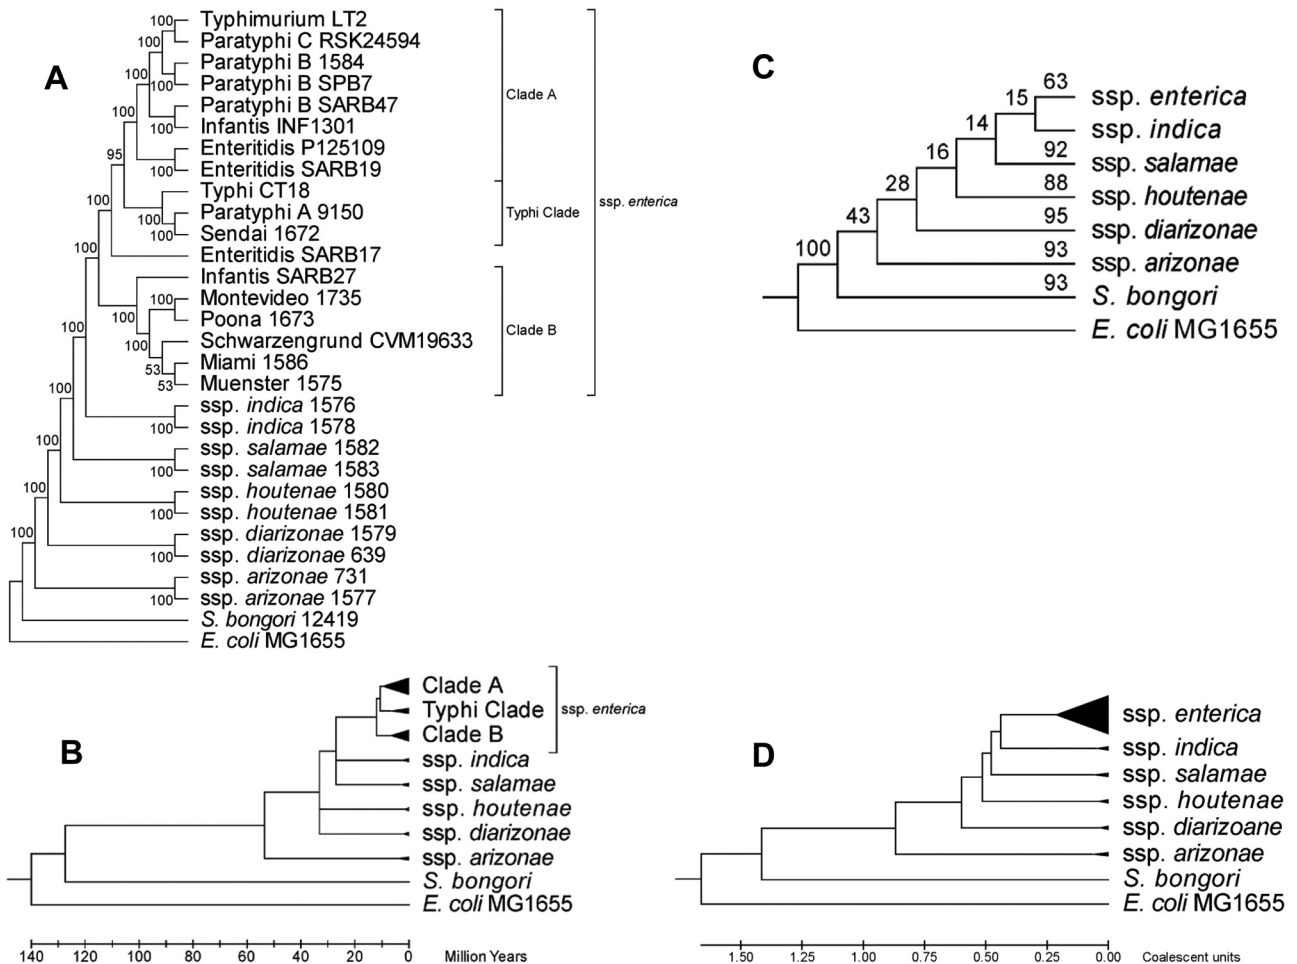 A
100 Typhimurium LT2
100 Paratyphi C RSK24594
Paratyphi B 1584
100 100 Paratyphi B SPB7
Paratyphi B SARB47
100 Infantis INF1301
100 Enteritidis P125109
100 Enteritidis SARB19
95 Typhi CT18
100 Paratyphi A 9150
100 Sendai 1672
100 Enteritidis SARB17
100 Infantis SARB27
100 Montevideo 1735
100 Poona 1673
100 Schwarzengrund CVM19633
53 Miami 1586
53 Muenster 1575
100 ssp. indica 1576
100 ssp. indica 1578
100 ssp. salamae 1582
100 ssp. salamae 1583
100 ssp. houtenae 1580
100 ssp. houtenae 1581
100 ssp. diarizonae 1579
100 ssp. diarizonae 639
100 ssp. arizonae 731
100 ssp. arizonae 1577
S. bongori 12419
E. coli MG1655
Clade A
Typhi Clade
Clade B
ssp. enterica
B
Clade A
Typhi Clade
Clade B
ssp. enterica
ssp. indica
ssp. salamae
ssp. houtenae
ssp. diarizonae
ssp. arizonae
S. bongori
E. coli MG1655
140 120 100 80 60 40 20 0 Million Years
C
15 63 ssp. enterica
ssp. indica
14 92 ssp. salamae
16 88 ssp. houtenae
28 95 ssp. diarizonae
43 93 ssp. arizonae
100 93 S. bongori
E. coli MG1655
D
ssp. enterica
ssp. indica
ssp. salamae
ssp. houtenae
ssp. diarizoane
ssp. arizonae
S. bongori
E. coli MG1655
1.50 1.25 1.00 0.75 0.50 0.25 0.00 Coalescent units